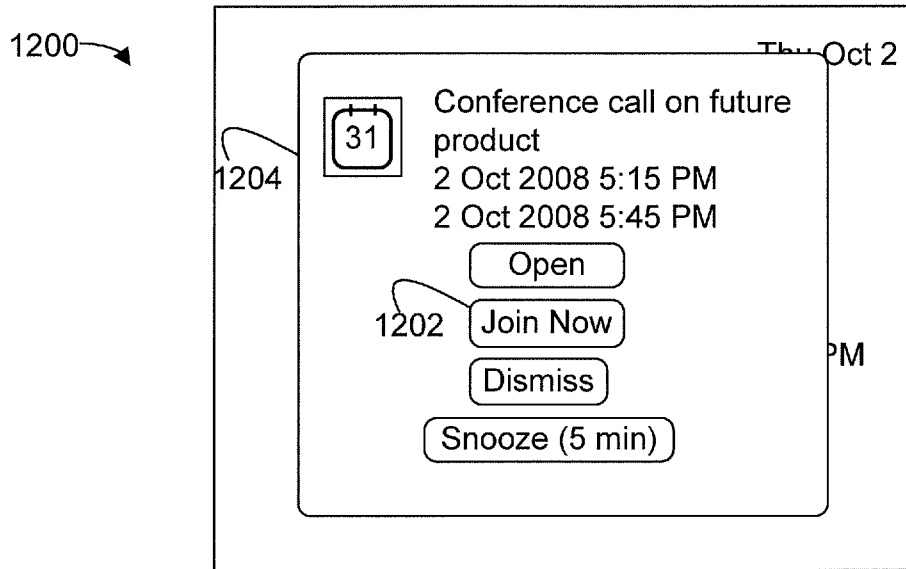 1200
Thu Oct 2
31
Conference call on future
product
2 Oct 2008 5:15 PM
2 Oct 2008 5:45 PM
1204
Open
1202
Join Now
PM
Dismiss
Snooze (5 min)